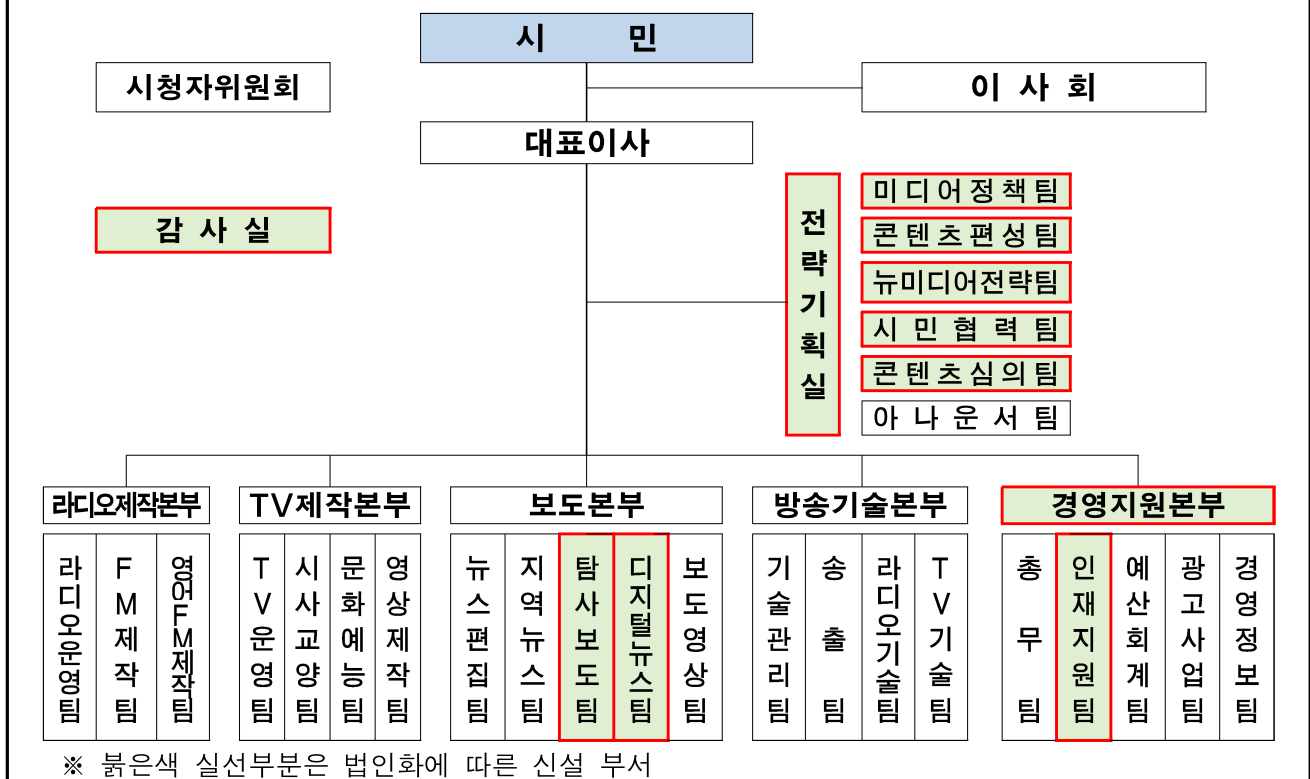 시 민
시청자위원회
이 사 회
대표이사
감 사 실
전략기획실
미디어정책팀
콘텐츠편성팀
뉴미디어전략팀
시민협력팀
콘텐츠심의팀
아나운서팀
라디오제작본부
TV제작본부
보도본부
방송기술본부
경영지원본부
라디오운영팀
FM제작팀
영어FM제작팀
TV운영팀
시사교양팀
문화예능팀
영상제작팀
뉴스편집팀
지역뉴스팀
탐사보도팀
디지털뉴스팀
보도영상팀
기술관리팀
송출팀
라디오기술팀
TV기술팀
총무팀
인재지원팀
예산회계팀
광고사업팀
경영정보팀
※ 붉은색 실선부분은 법인화에 따른 신설 부서